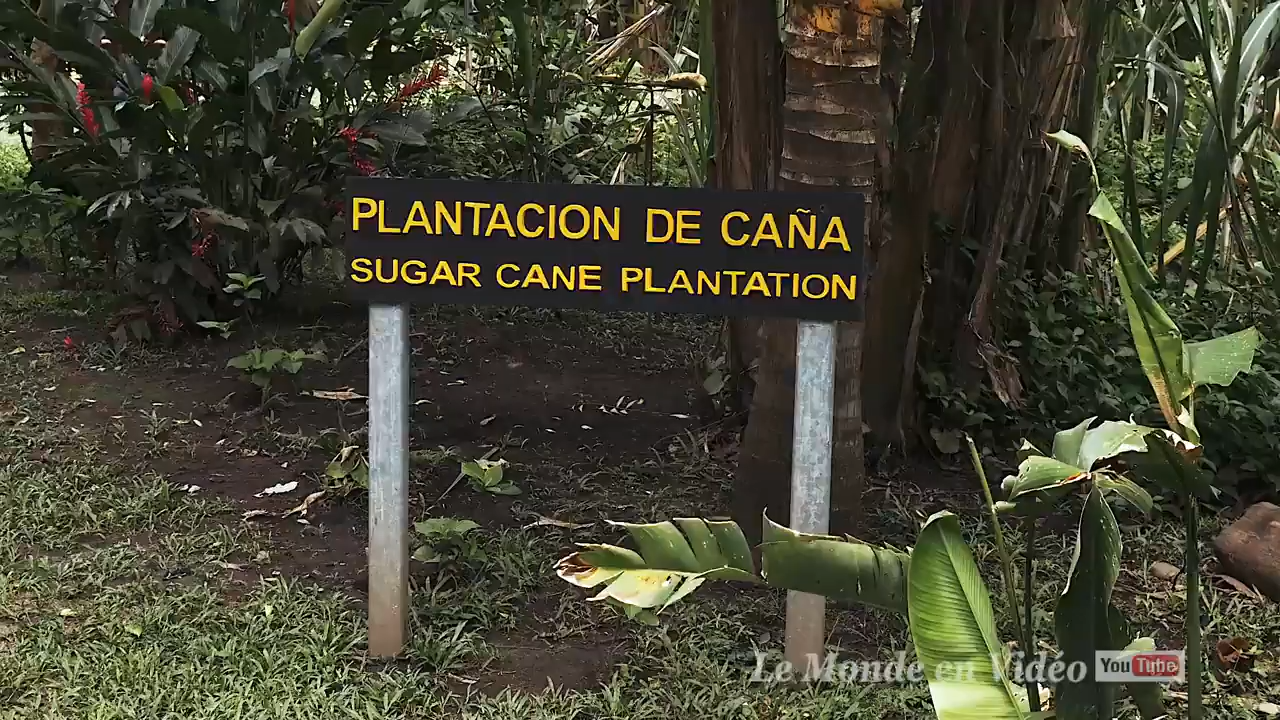 PLANTACION DE CAÑA
SUGAR CANE PLANTATION
Le Monde en Vidéo YouTube